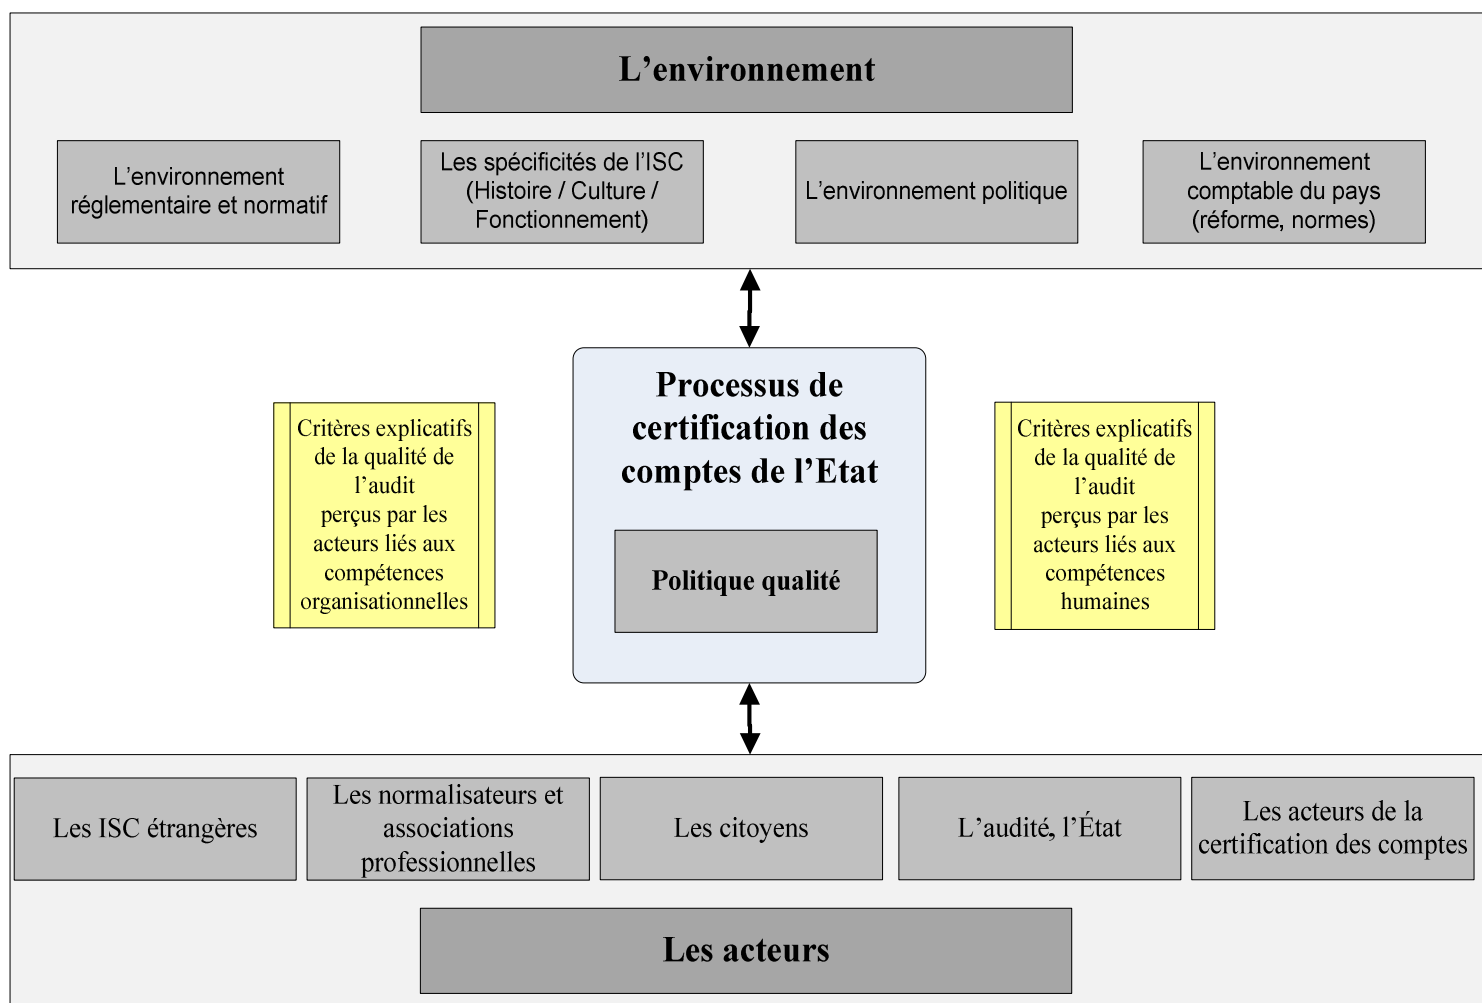 L’environnement
L’environnement
réglementaire et normatif
Les spécificités de l’ISC
(Histoire / Culture /
Fonctionnement)
L’environnement politique
L’environnement
comptable du pays
(réforme, normes)
Processus de
certification des
comptes de l’Etat
Politique qualité
Critères explicatifs
de la qualité de
l’audit
perçus par les
acteurs liés aux
compétences
organisationnelles
Critères explicatifs
de la qualité de
l’audit
perçus par les
acteurs liés aux
compétences
humaines
Les ISC étrangères
Les normalisateurs et
associations
professionnelles
Les citoyens
L’audité, l’État
Les acteurs de la
certification des comptes
Les acteurs